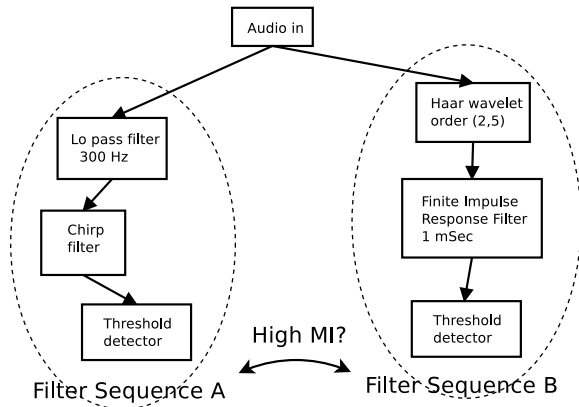 Audio in
Lo pass filter
300 Hz
Chirp
filter
Threshold
detector
Filter Sequence A
High MI?
Haar wavelet
order (2,5)
Finite Impulse
Response Filter
1 mSec
Threshold
detector
Filter Sequence B